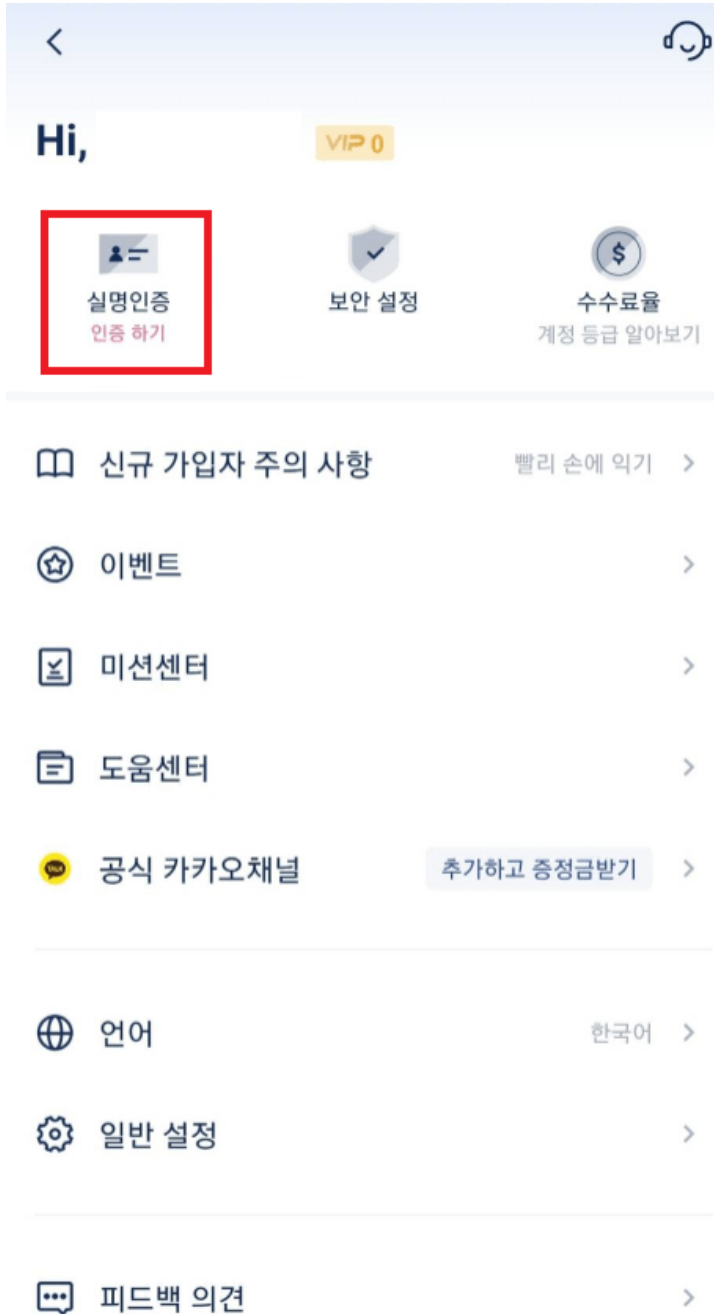 Hi,
VIP 0
실명인증
인증 하기
보안 설정
수수료율
계정 등급 알아보기
신규 가입자 주의 사항
빨리 손에 익기
이벤트
미션센터
도움센터
TALK
공식 카카오채널
추가하고 증정금받기
언어
한국어
일반 설정
피드백 의견